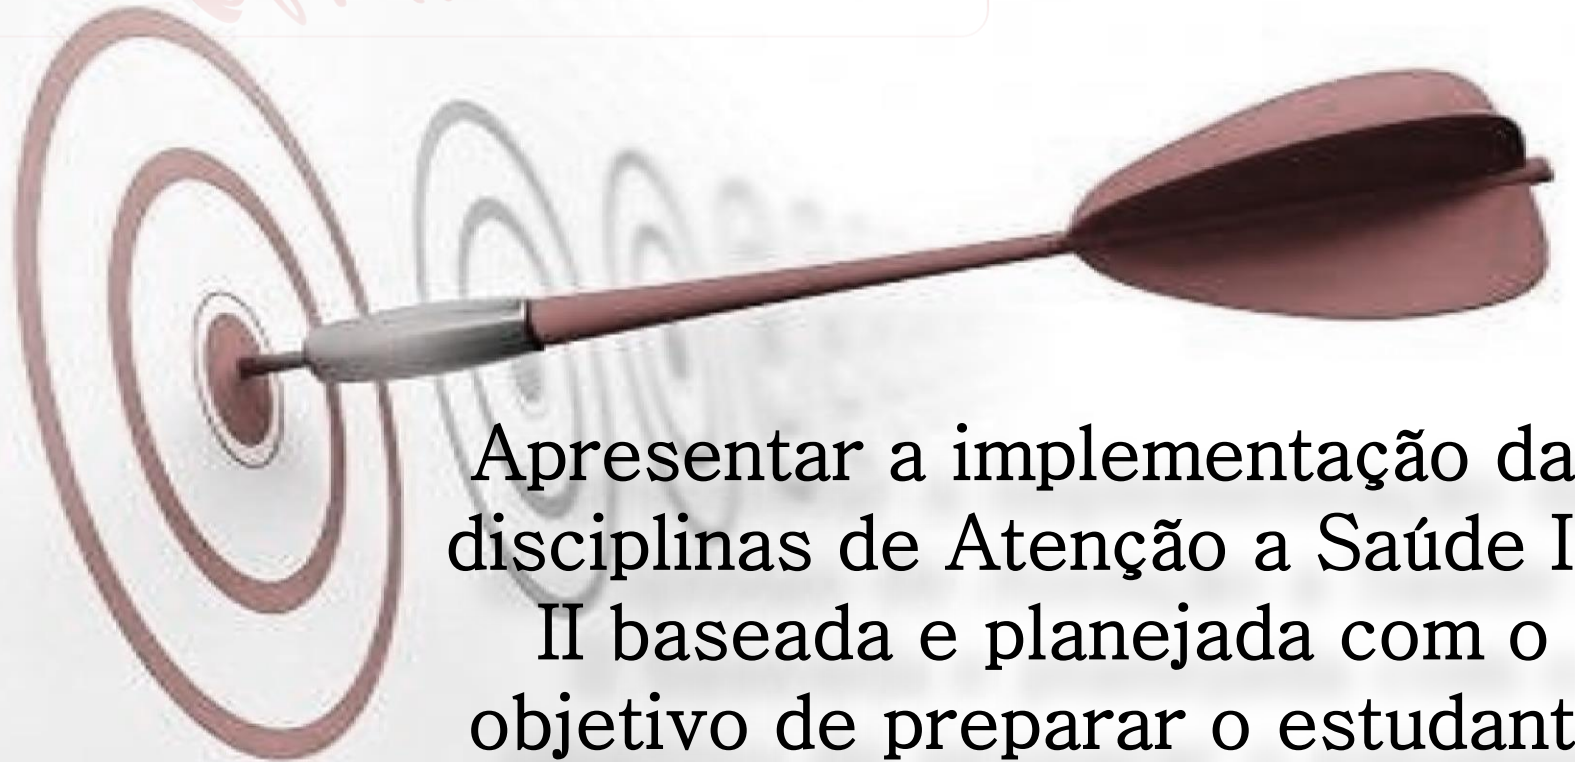 Apresentar a implementação da
disciplinas de Atenção a Saúde I
II baseada e planejada com o
objetivo de preparar o estudant